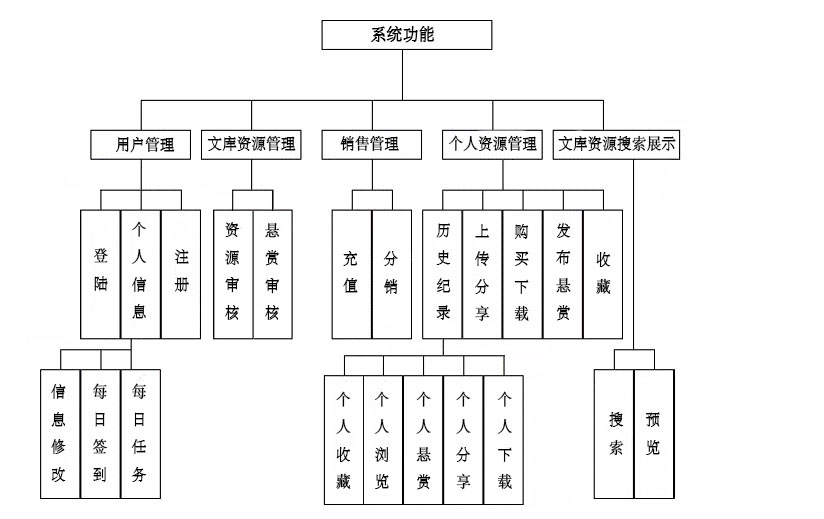 系统功能
用户管理
文库资源管理
销售管理
个人资源管理
文库资源搜索展示
登陆
个人信息
注册
资源审核
悬赏审核
充值
分销
历史纪录
上传分享
购买下载
发布悬赏
收藏
信息修改
每日签到
每日任务
个人收藏
个人浏览
个人悬赏
个人分享
个人下载
搜索
预览